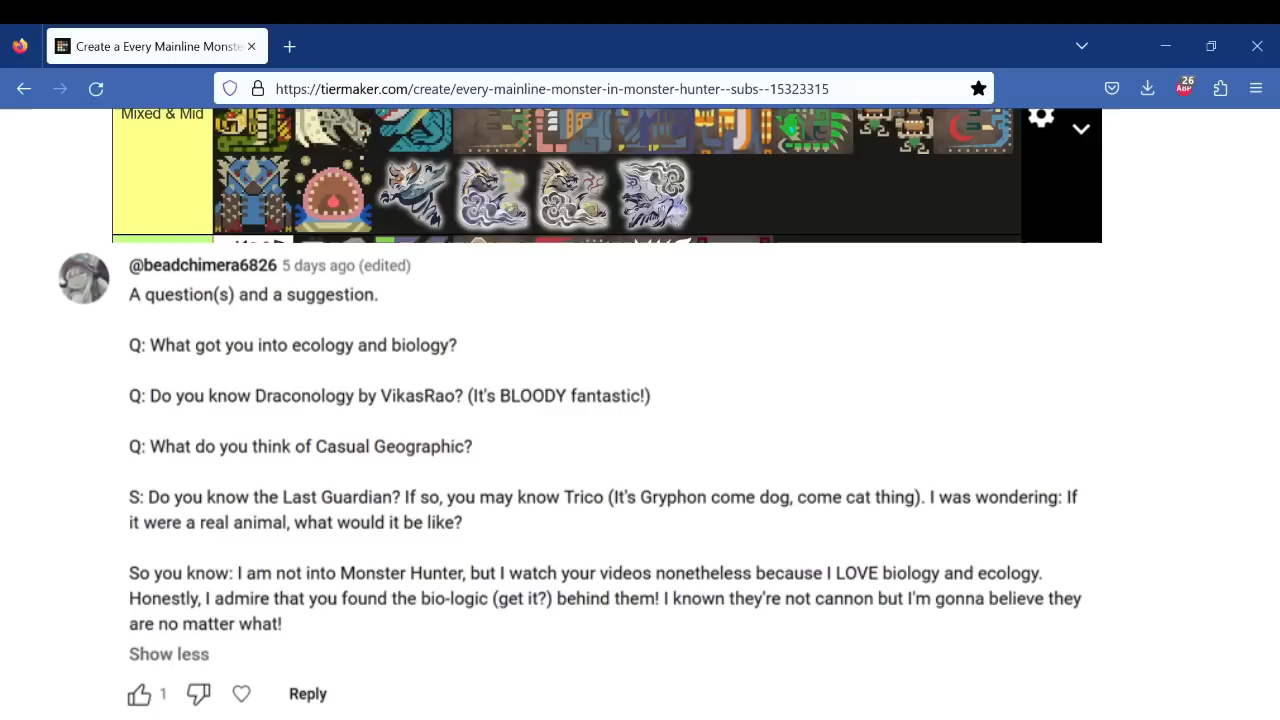 Create a Every Mainline Monste
https://tiermaker.com/create/every-mainline-monster-in-monster-hunter--subs--15323315
26
ABP
Mixed & Mid
@beadchimera6826 5 days ago (edited)
A question(s) and a suggestion.
Q: What got you into ecology and biology?
Q: Do you know Draconology by VikasRao? (It's BLOODY fantastic!)
Q: What do you think of Casual Geographic?
S: Do you know the Last Guardian? If so, you may know Trico (It's Gryphon come dog, come cat thing). I was wondering: If
it were a real animal, what would it be like?
So you know: I am not into Monster Hunter, but I watch your videos nonetheless because I LOVE biology and ecology.
Honestly, I admire that you found the bio-logic (get it?) behind them! I known they're not cannon but I'm gonna believe they
are no matter what!
Show less
1
Reply